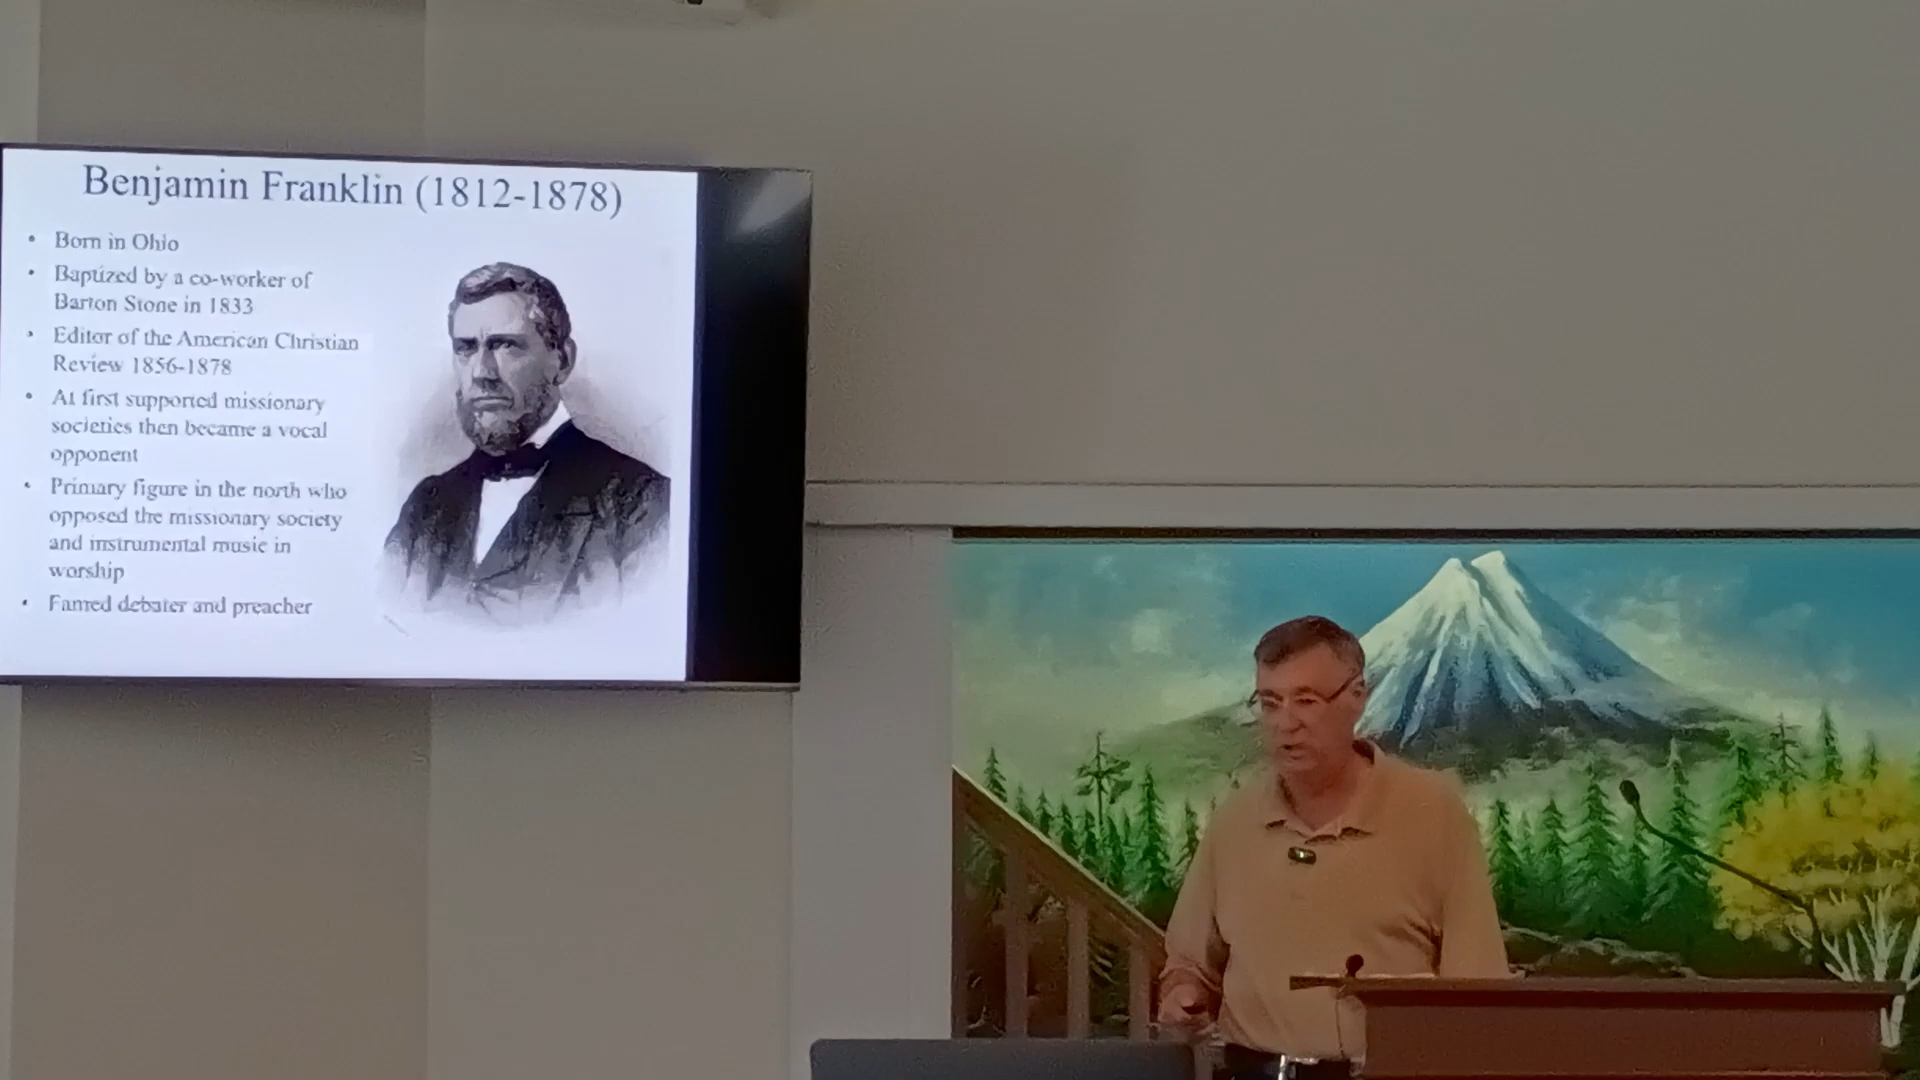 Benjamin Franklin (1812-1878)
• Born in Ohio
• Baptized by a co-worker of
Barton Stone in 1833
• Editor of the American Christian
Review 1856-1878
• At first supported missionary
societies then became a vocal
opponent
• Primary figure in the north who
opposed the missionary society
and instrumental music in
worship
• Famed debater and preacher